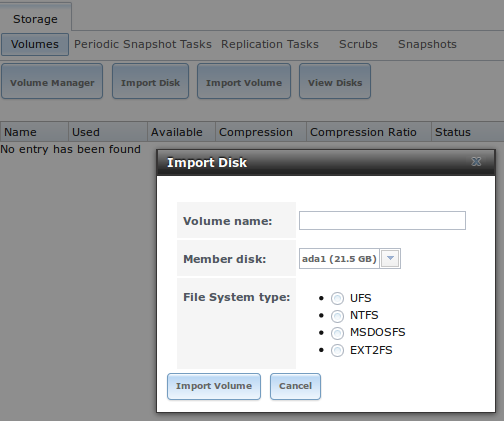 Storage
Volumes Periodic Snapshot Tasks Replication Tasks Scrubs Snapshots
Volume Manager Import Disk Import Volume View Disks
Name Used Available Compression Compression Ratio Status
No entry has been found
Import Disk
Volume name:
Member disk: ada1 (21.5 GB)
File System type: UFS
NTFS
MSDOSFS
EXT2FS
Import Volume Cancel